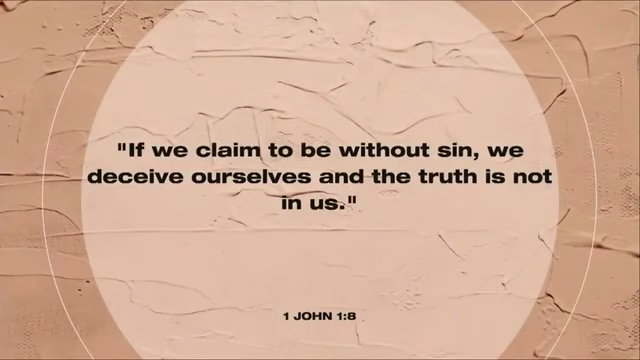 "If we claim to be without sin, we
deceive ourselves and the truth is not
in us."
1 JOHN 1:8